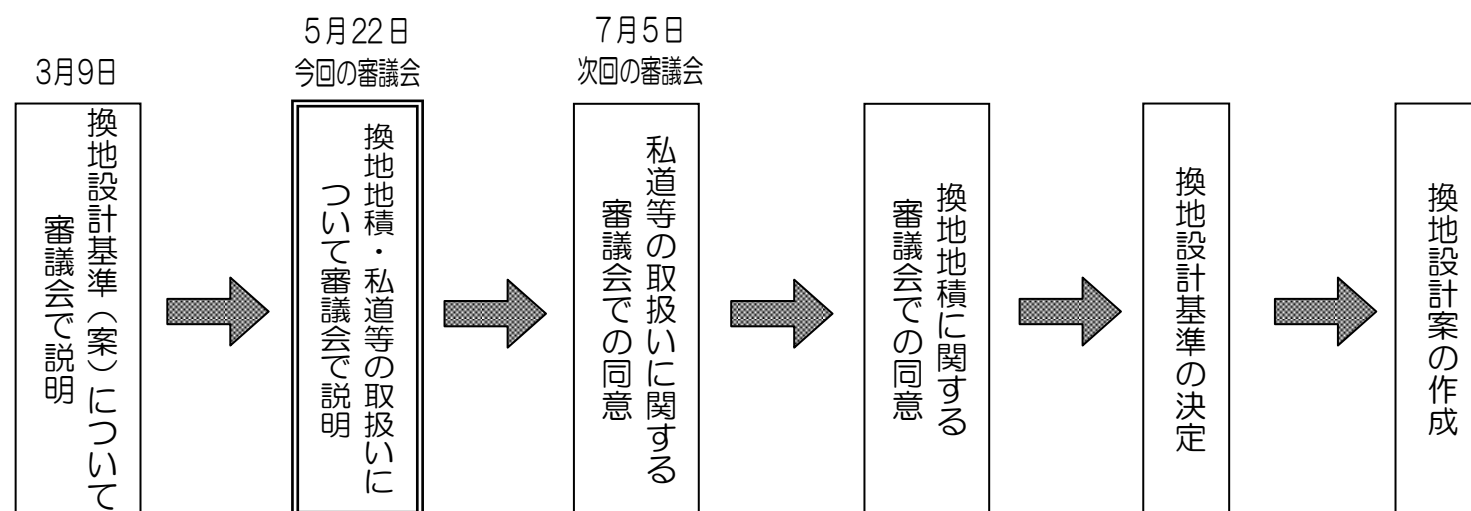 3月9日
換地設計基準（案）について
審議会で説明
5月22日
今回の審議会
換地地積・私道等の取扱いに
ついて審議会で説明
7月5日
次回の審議会
私道等の取扱いに関する
審議会での同意
換地地積に関する
審議会での同意
換地設計基準の決定
換地設計案の作成